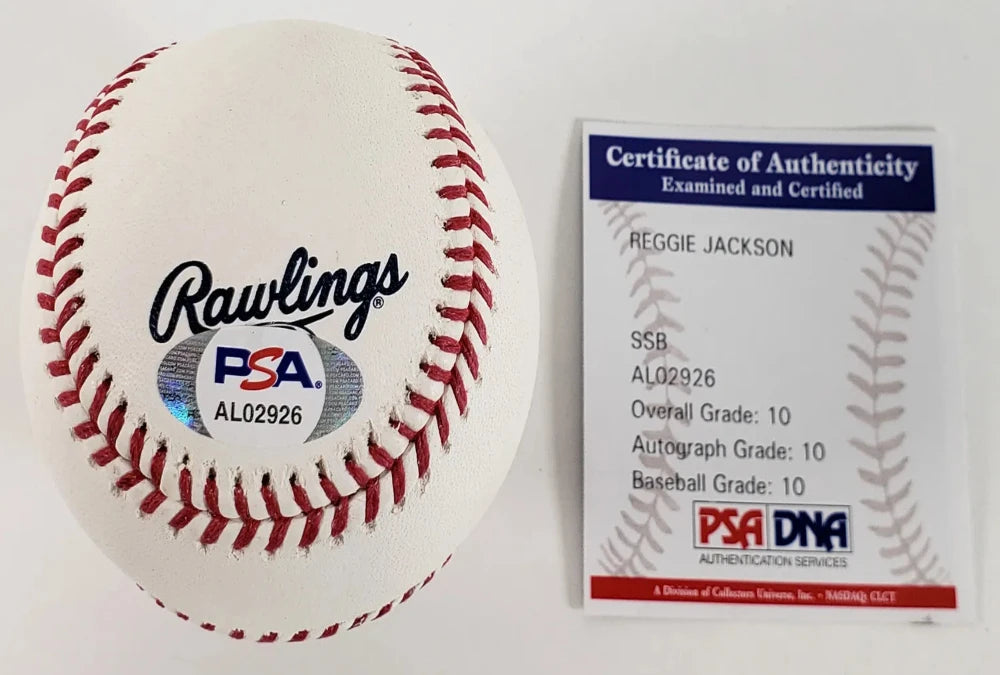 Rawlings®
PSA®
AL02926
Certificate of Authenticity
Examined and Certified
REGGIE JACKSON
SSB
AL02926
Overall Grade: 10
Autograph Grade: 10
Baseball Grade: 10
PSA DNA
AUTHENTICATION SERVICES
A Division of Collectors Universe, Inc. - NASDAQ: CLCT